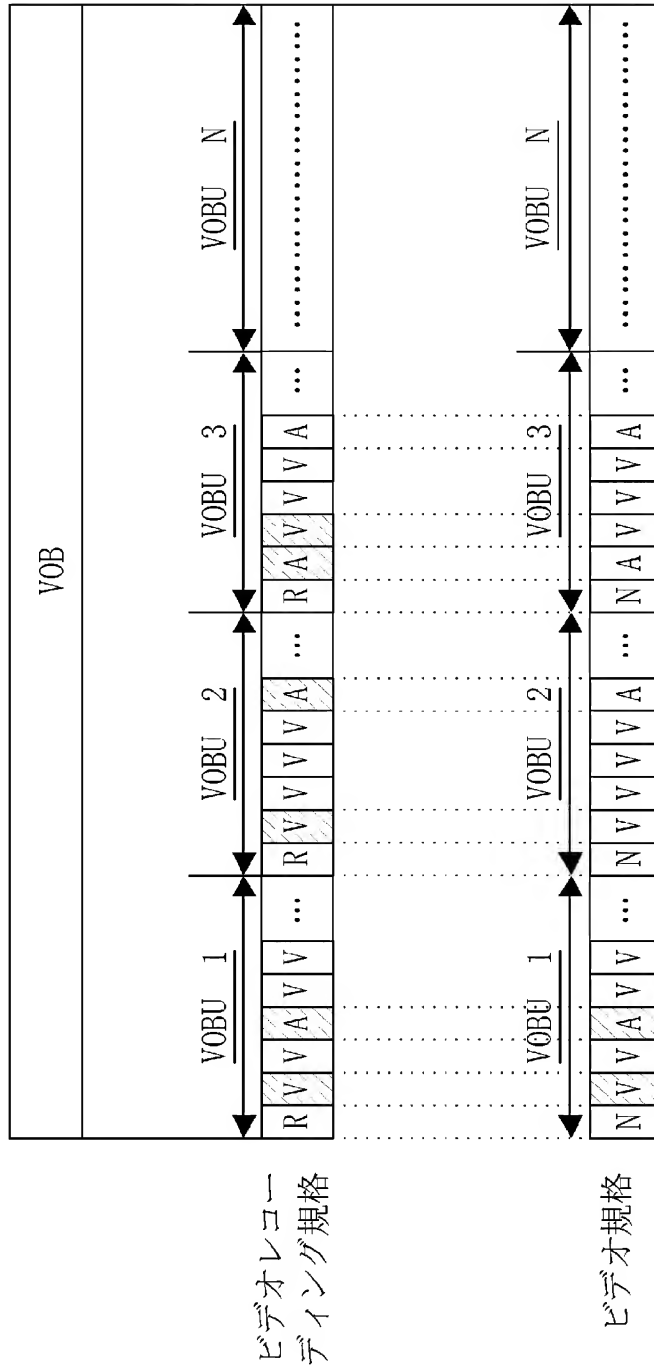 VOB
VOBU 1 VOBU 2 VOBU 3 VOBU N
ビデオレコー
ディング規格
R V V A V V ... R V V V V A ... R A V V V A ... ........................
VOBU 1 VOBU 2 VOBU 3 VOBU N
ビデオ規格
N V V A V V ... N V V V V A ... N A V V V A ... ........................